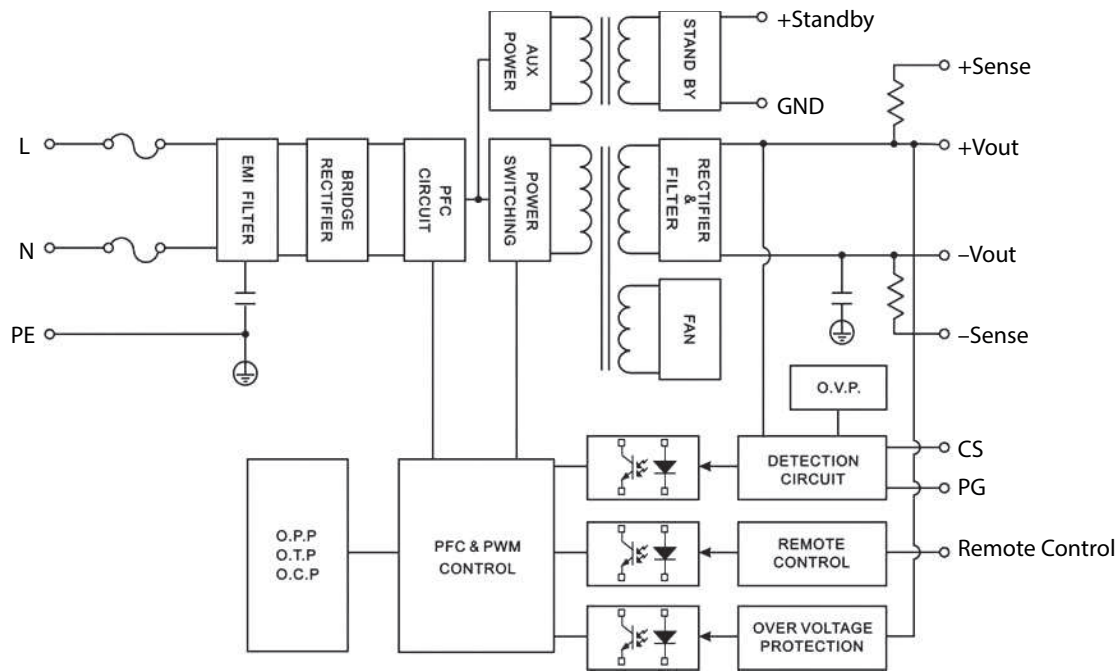 +Standby
AUX
POWER
STAND BY
GND
+Sense
L
EMI FILTER
BRIDGE
RECTIFIER
PFC
CIRCUIT
POWER
SWITCHING
RECTIFIER
&
FILTER
+Vout
N
–Vout
PE
FAN
–Sense
O.V.P.
DETECTION
CIRCUIT
CS
PG
O.P.P
O.T.P
O.C.P
PFC & PWM
CONTROL
REMOTE
CONTROL
Remote Control
OVER VOLTAGE
PROTECTION